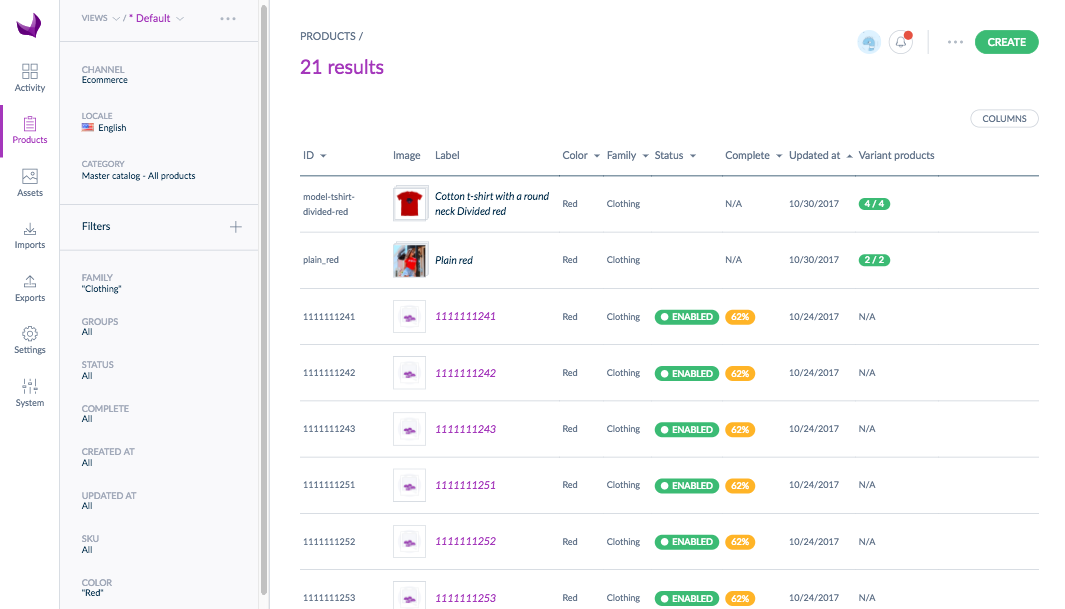 VIEWS / * Default ...
Activity
Products
Assets
Imports
Exports
Settings
System
CHANNEL
Ecommerce
LOCALE
English
CATEGORY
Master catalog - All products
Filters
FAMILY
"Clothing"
GROUPS
All
STATUS
All
COMPLETE
All
CREATED AT
All
UPDATED AT
All
SKU
All
COLOR
"Red"
PRODUCTS /
21 results
... CREATE
COLUMNS
ID Image Label Color Family Status Complete Updated at Variant products
model-tshirt-
divided-red
Cotton t-shirt with a round
neck Divided red
Red Clothing N/A 10/30/2017 4 / 4
plain_red Plain red Red Clothing N/A 10/30/2017 2 / 2
1111111241 1111111241 Red Clothing ENABLED 62% 10/24/2017 N/A
1111111242 1111111242 Red Clothing ENABLED 62% 10/24/2017 N/A
1111111243 1111111243 Red Clothing ENABLED 62% 10/24/2017 N/A
1111111251 1111111251 Red Clothing ENABLED 62% 10/24/2017 N/A
1111111252 1111111252 Red Clothing ENABLED 62% 10/24/2017 N/A
1111111253 1111111253 Red Clothing ENABLED 62% 10/24/2017 N/A